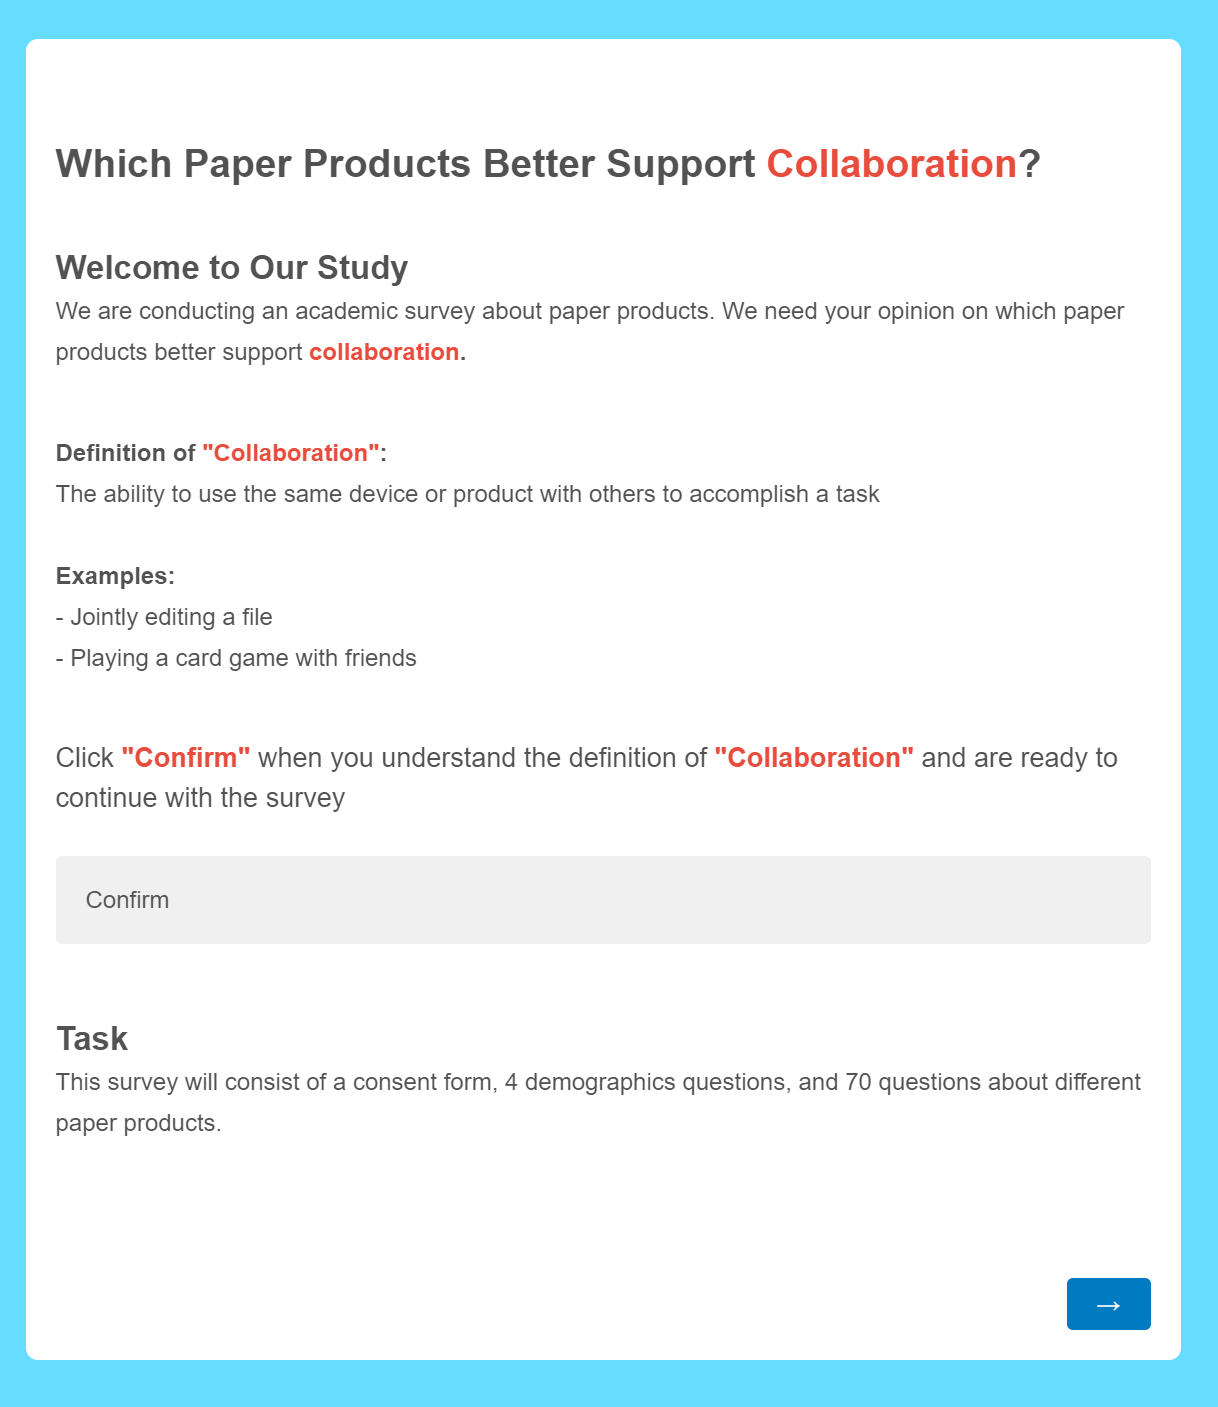 Which Paper Products Better Support Collaboration?
Welcome to Our Study
We are conducting an academic survey about paper products. We need your opinion on which paper
products better support collaboration.
Definition of "Collaboration":
The ability to use the same device or product with others to accomplish a task
Examples:
- Jointly editing a file
- Playing a card game with friends
Click "Confirm" when you understand the definition of "Collaboration" and are ready to
continue with the survey
Confirm
Task
This survey will consist of a consent form, 4 demographics questions, and 70 questions about different
paper products.
→